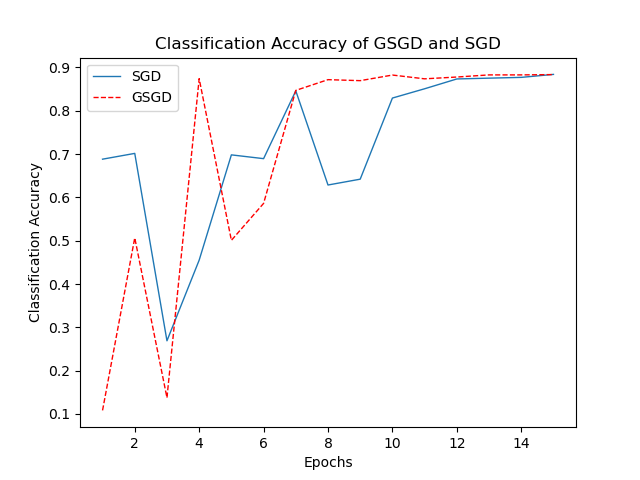 Classification Accuracy of GSGD and SGD
SGD
GSGD
Classification Accuracy
0.9
0.8
0.7
0.6
0.5
0.4
0.3
0.2
0.1
2 4 6 8 10 12 14
Epochs